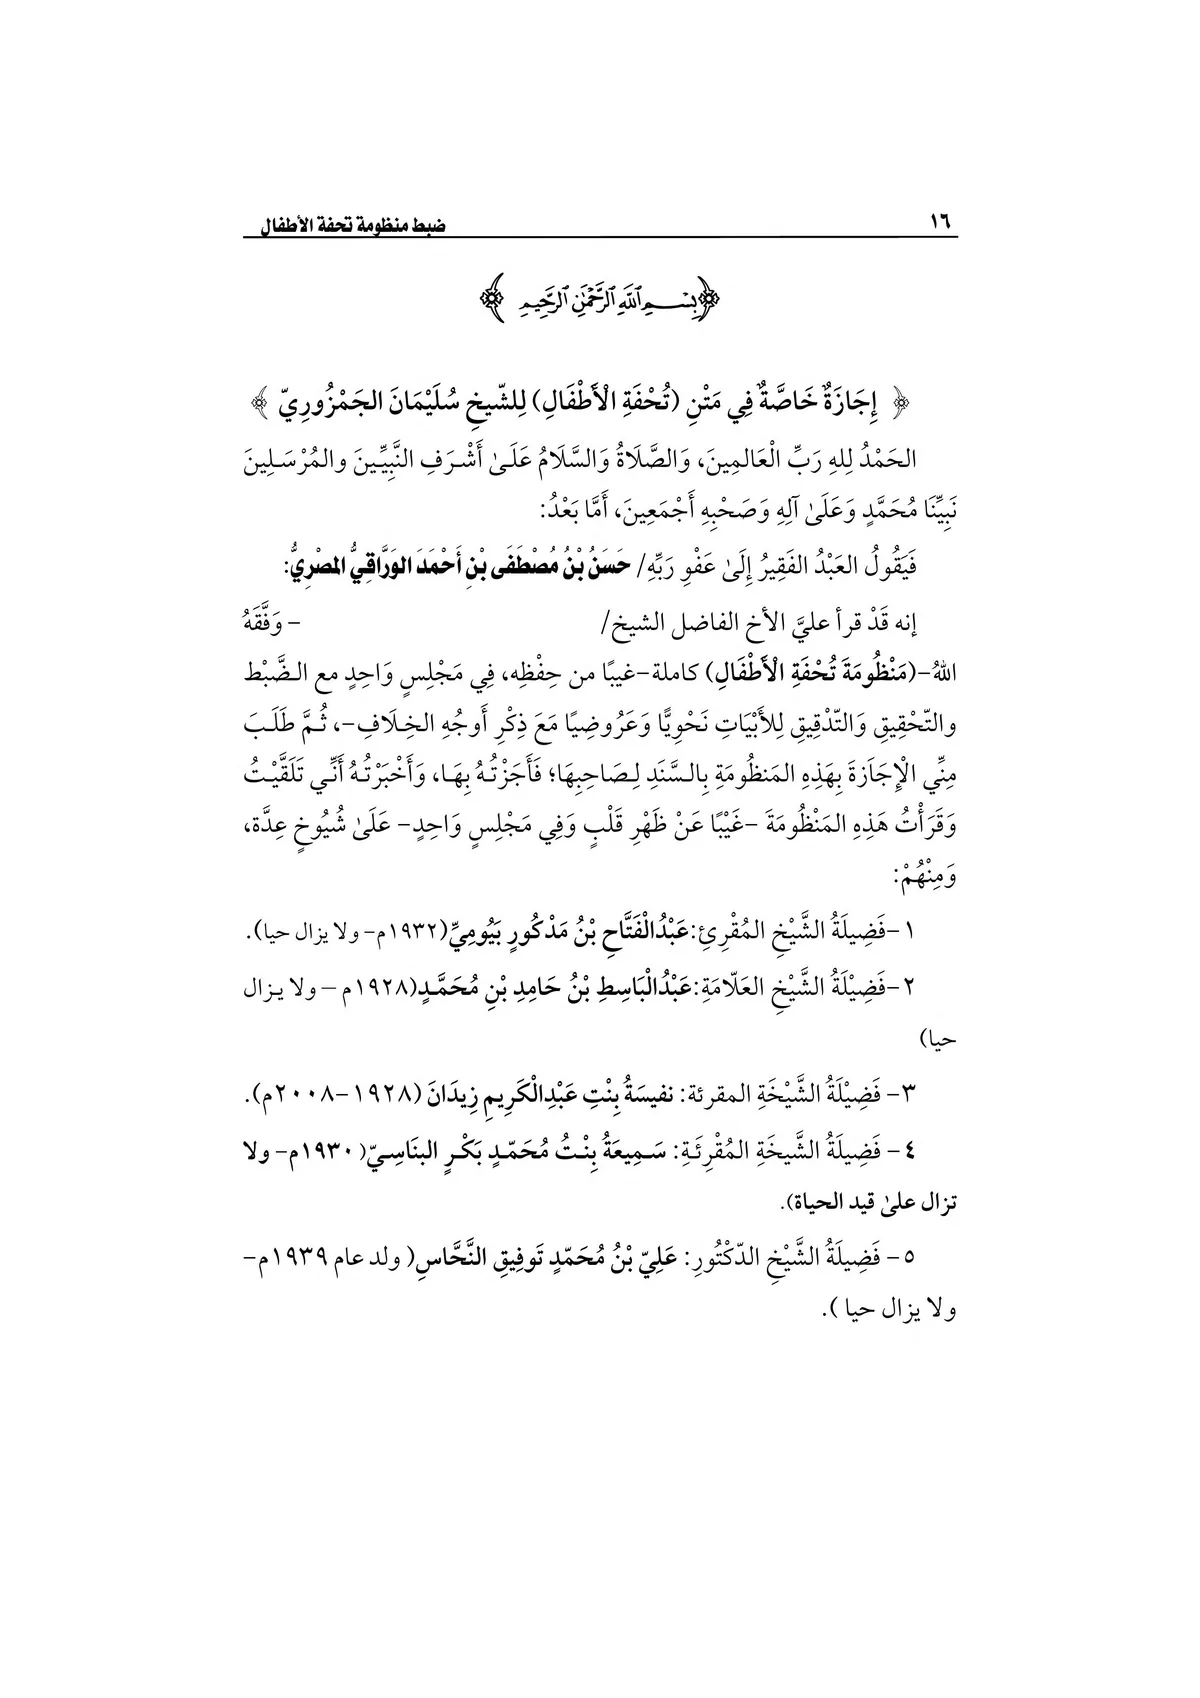 ١٦ ضبط منظومة تحفة الأطفال
﴿بِسْمِ ٱللَّهِ ٱلرَّحْمَٰنِ ٱلرَّحِيمِ﴾
﴿ إِجَازَةٌ خَاصَّةٌ فِي مَتْنِ (تُحْفَةِ الْأَطْفَالِ) لِلشَّيخِ سُلَيْمَانَ الجَمْزُورِيّ ﴾
الحَمْدُ لِلهِ رَبِّ الْعَالمِينَ، وَالصَّلَاةُ وَالسَّلَامُ عَلَىٰ أَشْرَفِ النَّبِيِّينَ والمُرْسَلِينَ
نَبِيِّنَا مُحَمَّدٍ وَعَلَىٰ آلِهِ وَصَحْبِهِ أَجْمَعِينَ، أَمَّا بَعْدُ:
فَيَقُولُ العَبْدُ الفَقِيرُ إِلَىٰ عَفْوِ رَبِّهِ/ حَسَنُ بْنُ مُصْطَفَى بْنِ أَحْمَدَ الوَرَّاقِيُّ المصْرِيُّ:
إنه قَدْ قرأ عليَّ الأخ الفاضل الشيخ/ - وَفَّقَهُ
اللهُ-(مَنْظُومَةَ تُحْفَةِ الْأَطْفَالِ) كاملة-غيبًا من حِفْظِه، فِي مَجْلِسٍ وَاحِدٍ مع الضَّبْط
والتّحْقِيقِ وَالتّدْقِيقِ لِلأَبْيَاتِ نَحْوِيًّا وَعَرُوضِيًا مَعَ ذِكْرِ أَوجُهِ الخِلَافِ-، ثُمَّ طَلَبَ
مِنِّي الْإِجَازَةَ بِهَذِهِ المَنظُومَةِ بِالسَّنَدِ لِصَاحِبِهَا؛ فَأَجَزْتُهُ بِهَا، وَأَخْبَرْتُهُ أَنِّي تَلَقَّيْتُ
وَقَرَأْتُ هَذِهِ المَنْظُومَةَ -غَيْبًا عَنْ ظَهْرِ قَلْبٍ وَفِي مَجْلِسٍ وَاحِدٍ- عَلَىٰ شُيُوخٍ عِدَّة،
وَمِنْهُمْ:
١-فَضِيلَةُ الشَّيْخِ المُقْرِئِ:عَبْدُالْفَتَّاحِ بْنُ مَدْكُورٍ بَيُومِيِّ(١٩٣٢م- ولا يزال حيا).
٢-فَضِيْلَةُ الشَّيْخِ العَلّامَةِ:عَبْدُالْبَاسِطِ بْنُ حَامِدِ بْنِ مُحَمَّدٍ(١٩٢٨م – ولا يزال
حيا)
٣- فَضِيْلَةُ الشَّيْخَةِ المقرئة: نفيسَةُ بِنْتِ عَبْدِالْكَرِيمِ زِيدَانَ (١٩٢٨-٢٠٠٨م).
٤- فَضِيلَةُ الشَّيخَةِ المُقْرِئَةِ: سَمِيعَةُ بِنْتُ مُحَمّدٍ بَكْرٍ البنَاسِيّ( ١٩٣٠م- ولا
تزال علىٰ قيد الحياة).
٥- فَضِيلَةُ الشَّيْخِ الدّكْتُورِ: عَلِيّ بْنُ مُحَمّدٍ تَوفِيقِ النَّحَّاسِ( ولد عام ١٩٣٩م-
ولا يزال حيا ).